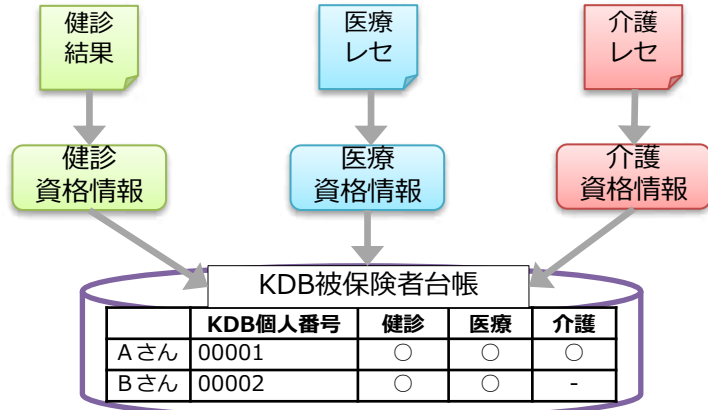 健診
結果
医療
レセ
介護
レセ
健診
資格情報
医療
資格情報
介護
資格情報
KDB被保険者台帳
KDB個人番号 健診 医療 介護
Aさん 00001 ○ ○ ○
Bさん 00002 ○ ○ -